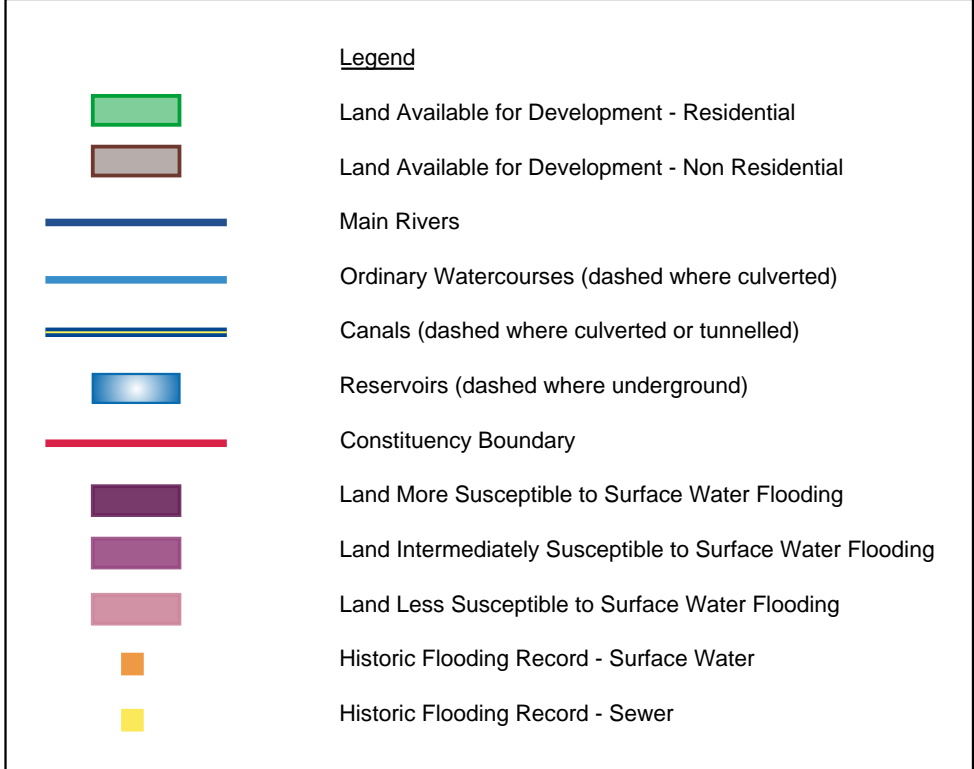 Legend
Land Available for Development - Residential
Land Available for Development - Non Residential
Main Rivers
Ordinary Watercourses (dashed where culverted)
Canals (dashed where culverted or tunnelled)
Reservoirs (dashed where underground)
Constituency Boundary
Land More Susceptible to Surface Water Flooding
Land Intermediately Susceptible to Surface Water Flooding
Land Less Susceptible to Surface Water Flooding
Historic Flooding Record - Surface Water
Historic Flooding Record - Sewer